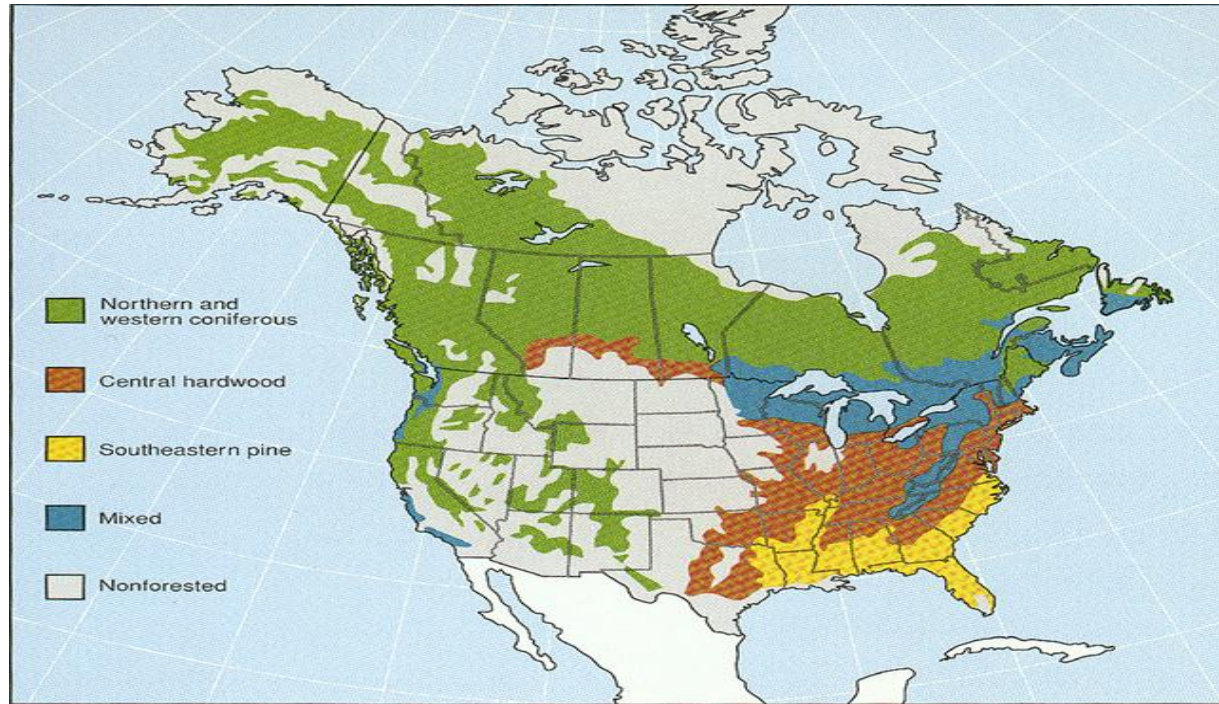 Northern and
western coniferous
Central hardwood
Southeastern pine
Mixed
Nonforested